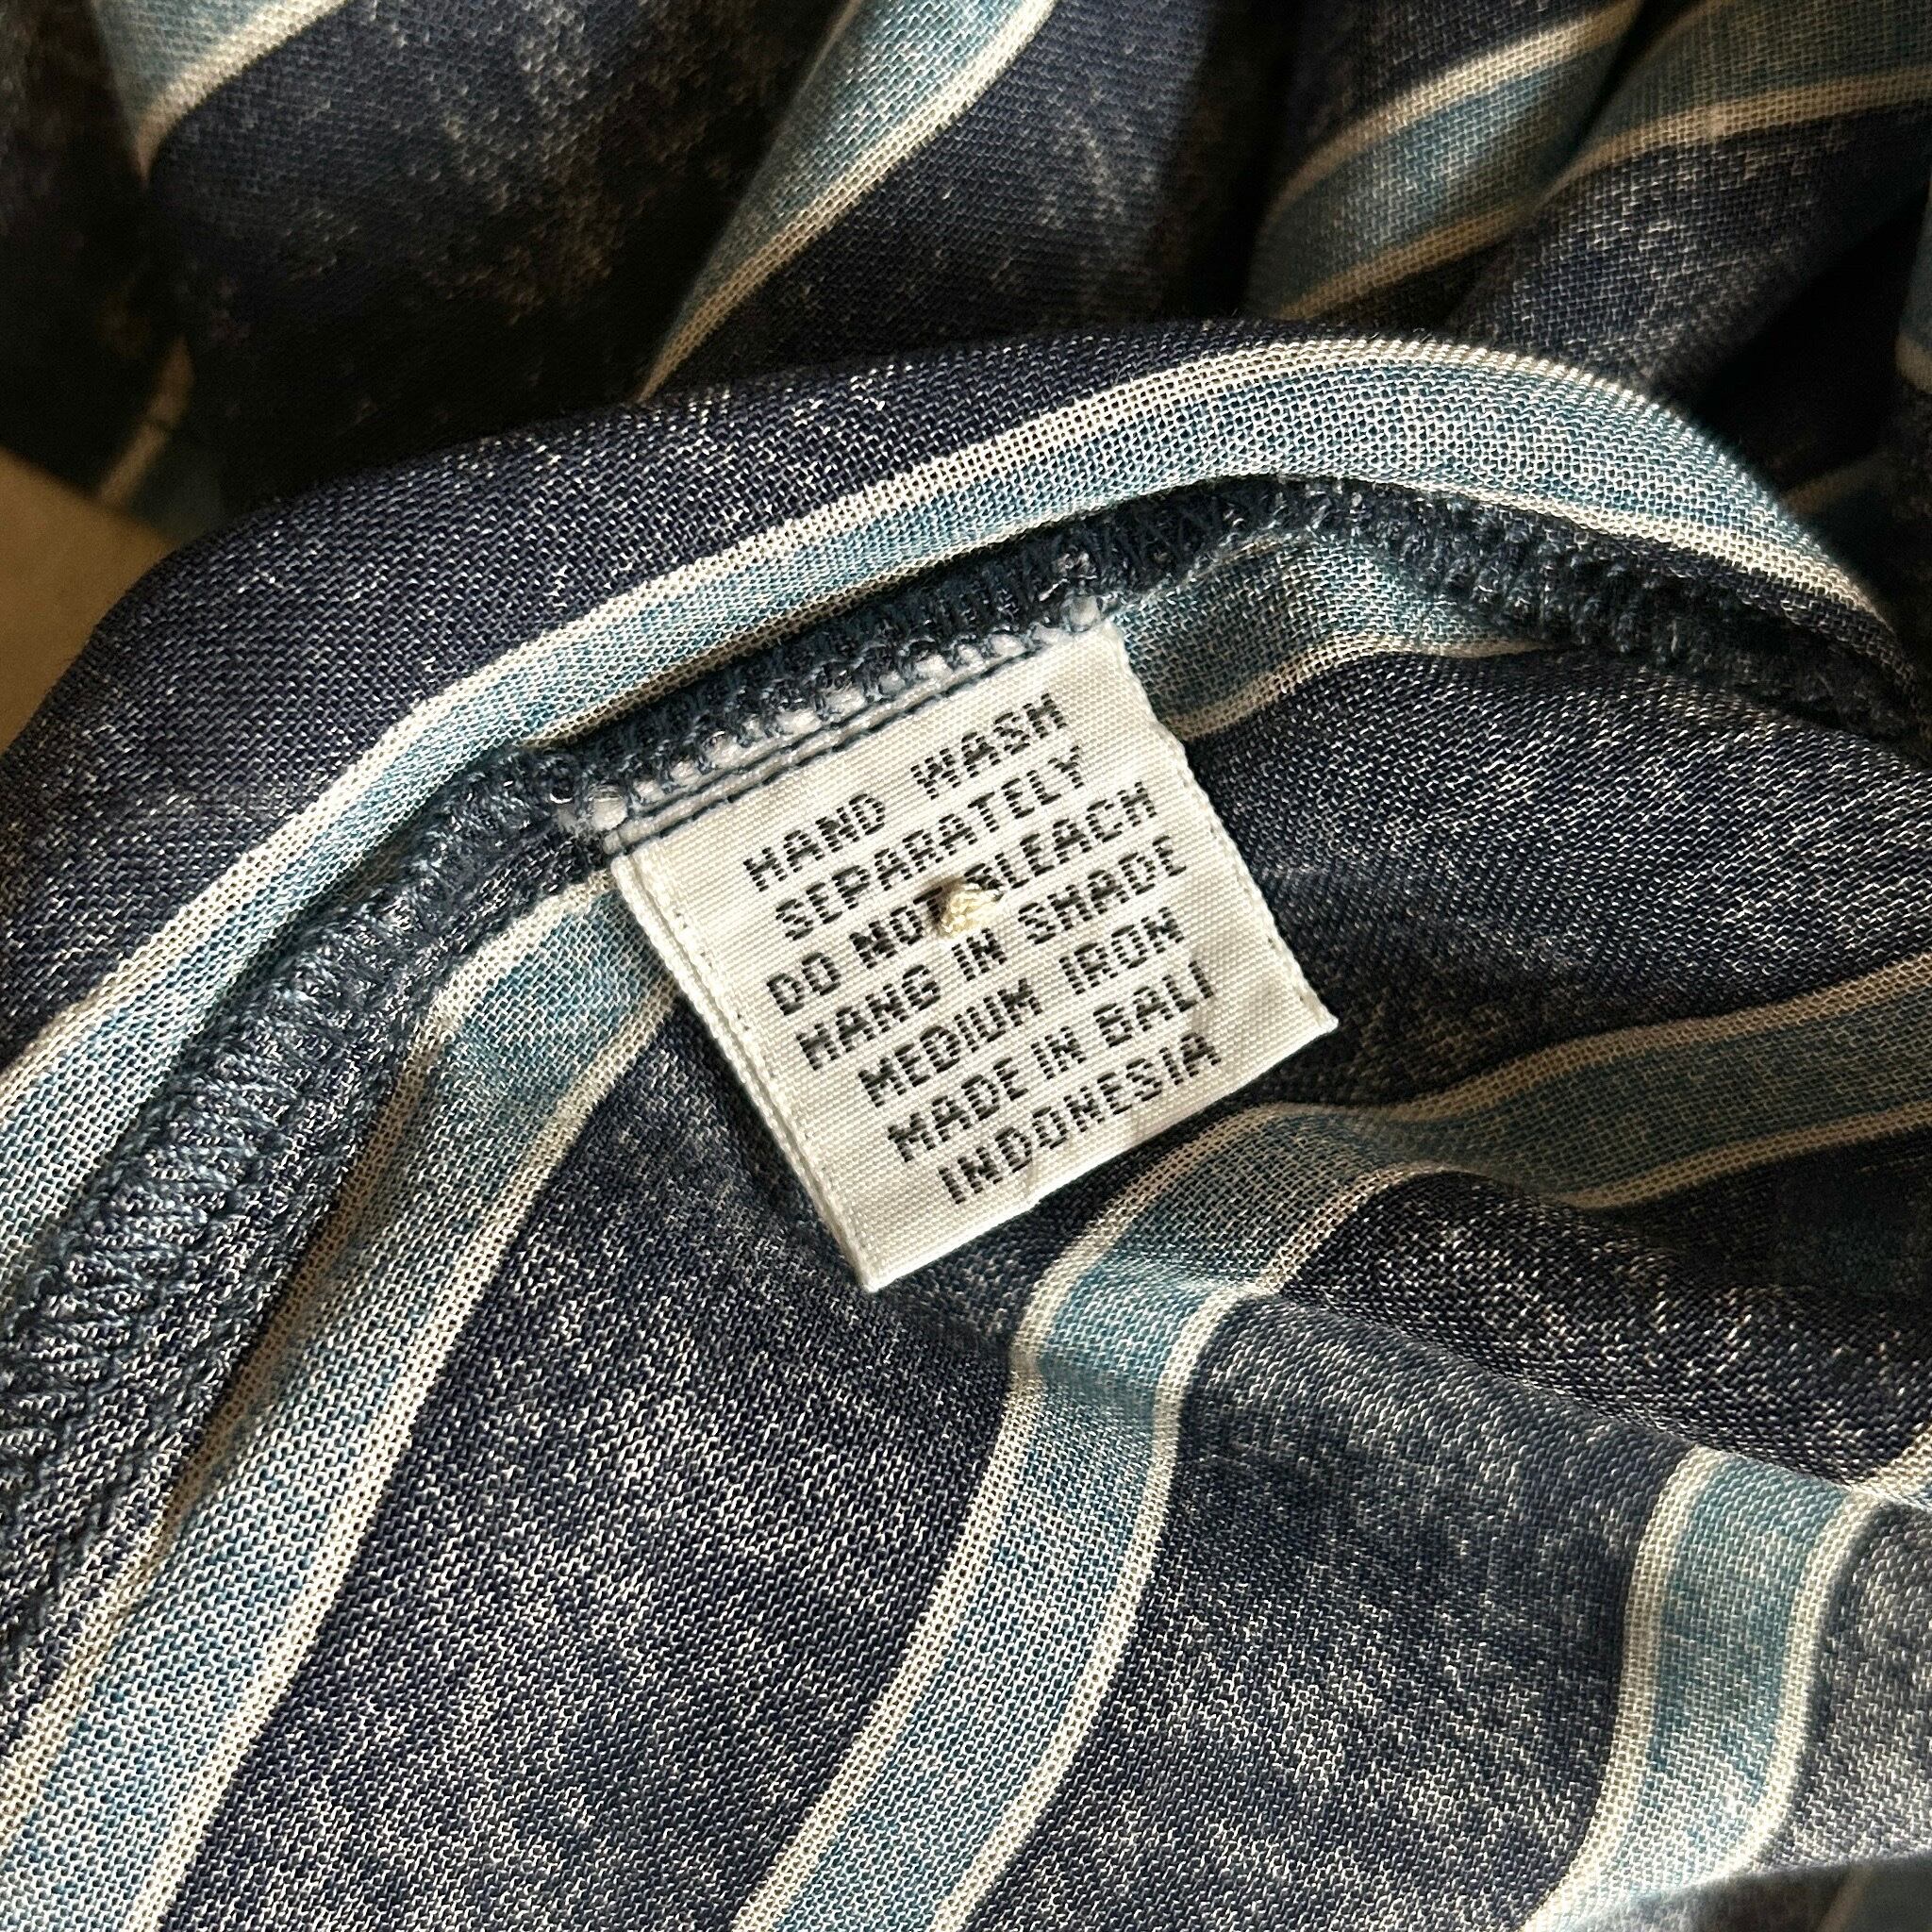 HAND WASH
SEPARATELY
DO NOT BLEACH
HANG IN SHADE
MEDIUM IRON
MADE IN BALI
INDONESIA